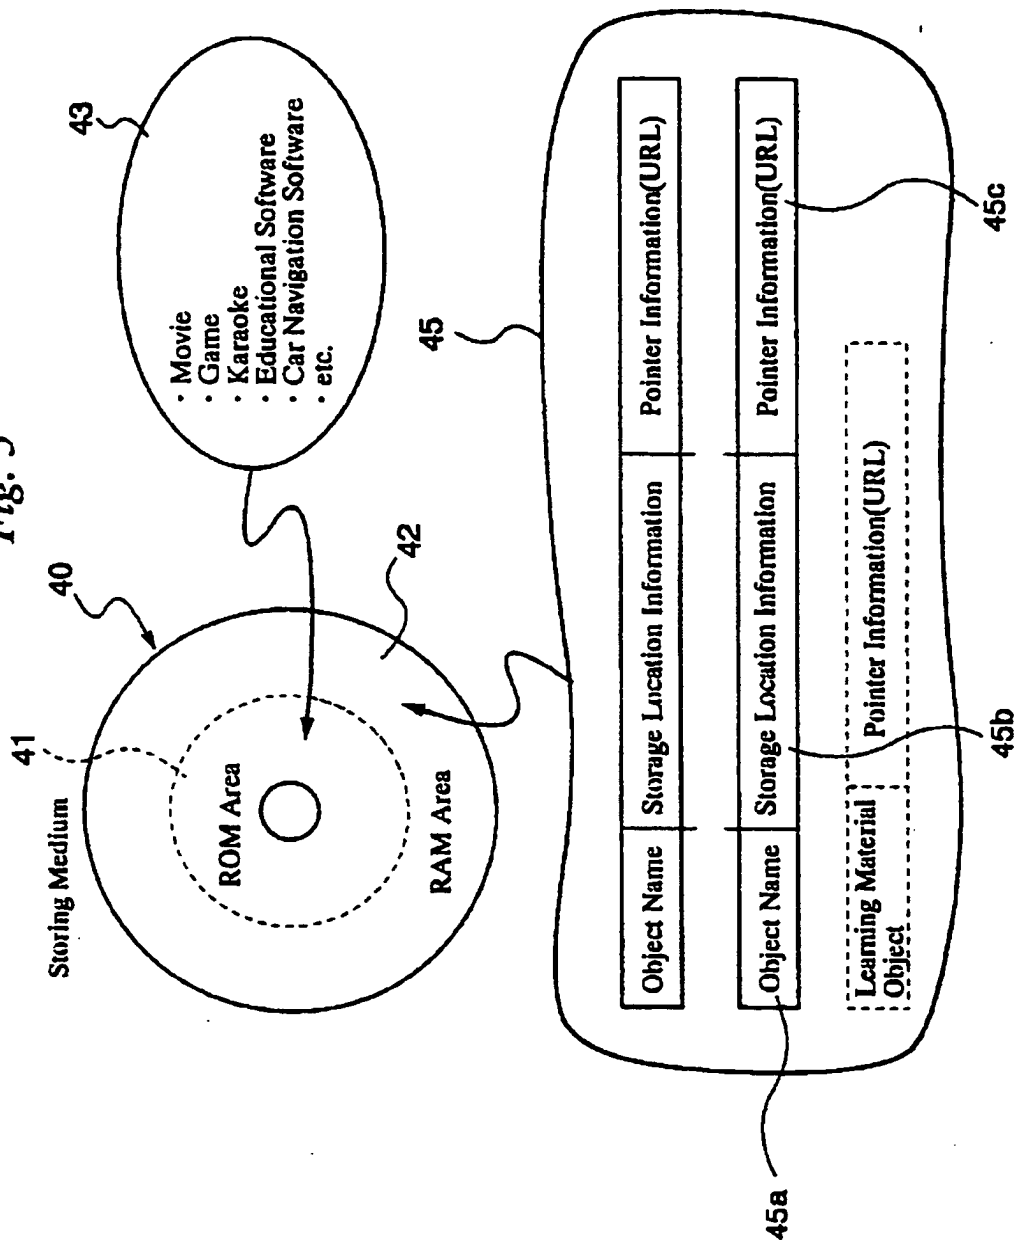 Fig.
Storing Medium
41
40
43
ROM Area
RAM Area
42
· Movie
· Game
· Karaoke
· Educational Software
· Car Navigation Software
· etc.
45
Object Name Storage Location Information Pointer Information(URL)
Object Name Storage Location Information Pointer Information(URL)
45a
Learning Material
Object
Pointer Information(URL)
45b
45c